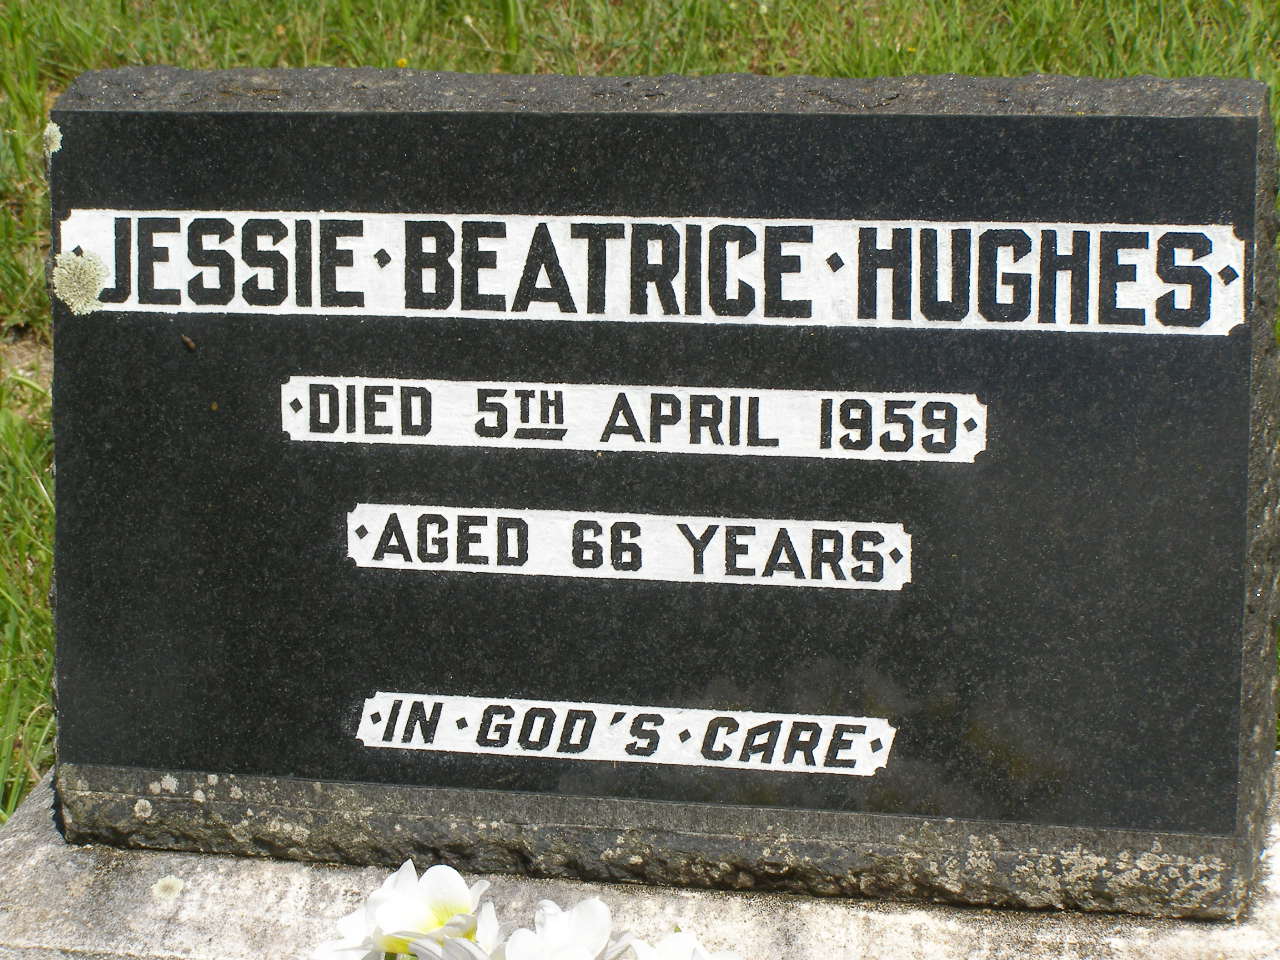 ·JESSIE·BEATRICE·HUGHES·
·DIED 5TH APRIL 1959·
·AGED 66 YEARS·
·IN·GOD'S·CARE·